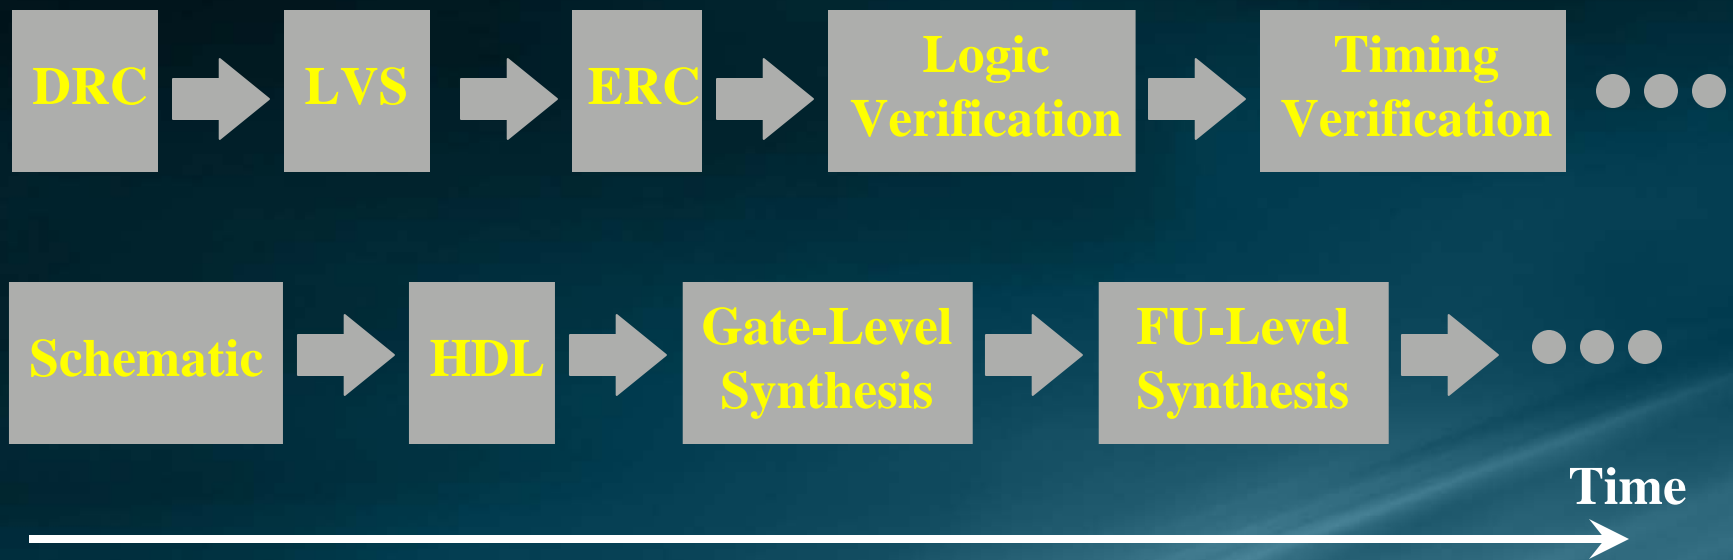 DRC
LVS
ERC
Logic
Verification
Timing
Verification
Schematic
HDL
Gate-Level
Synthesis
FU-Level
Synthesis
Time